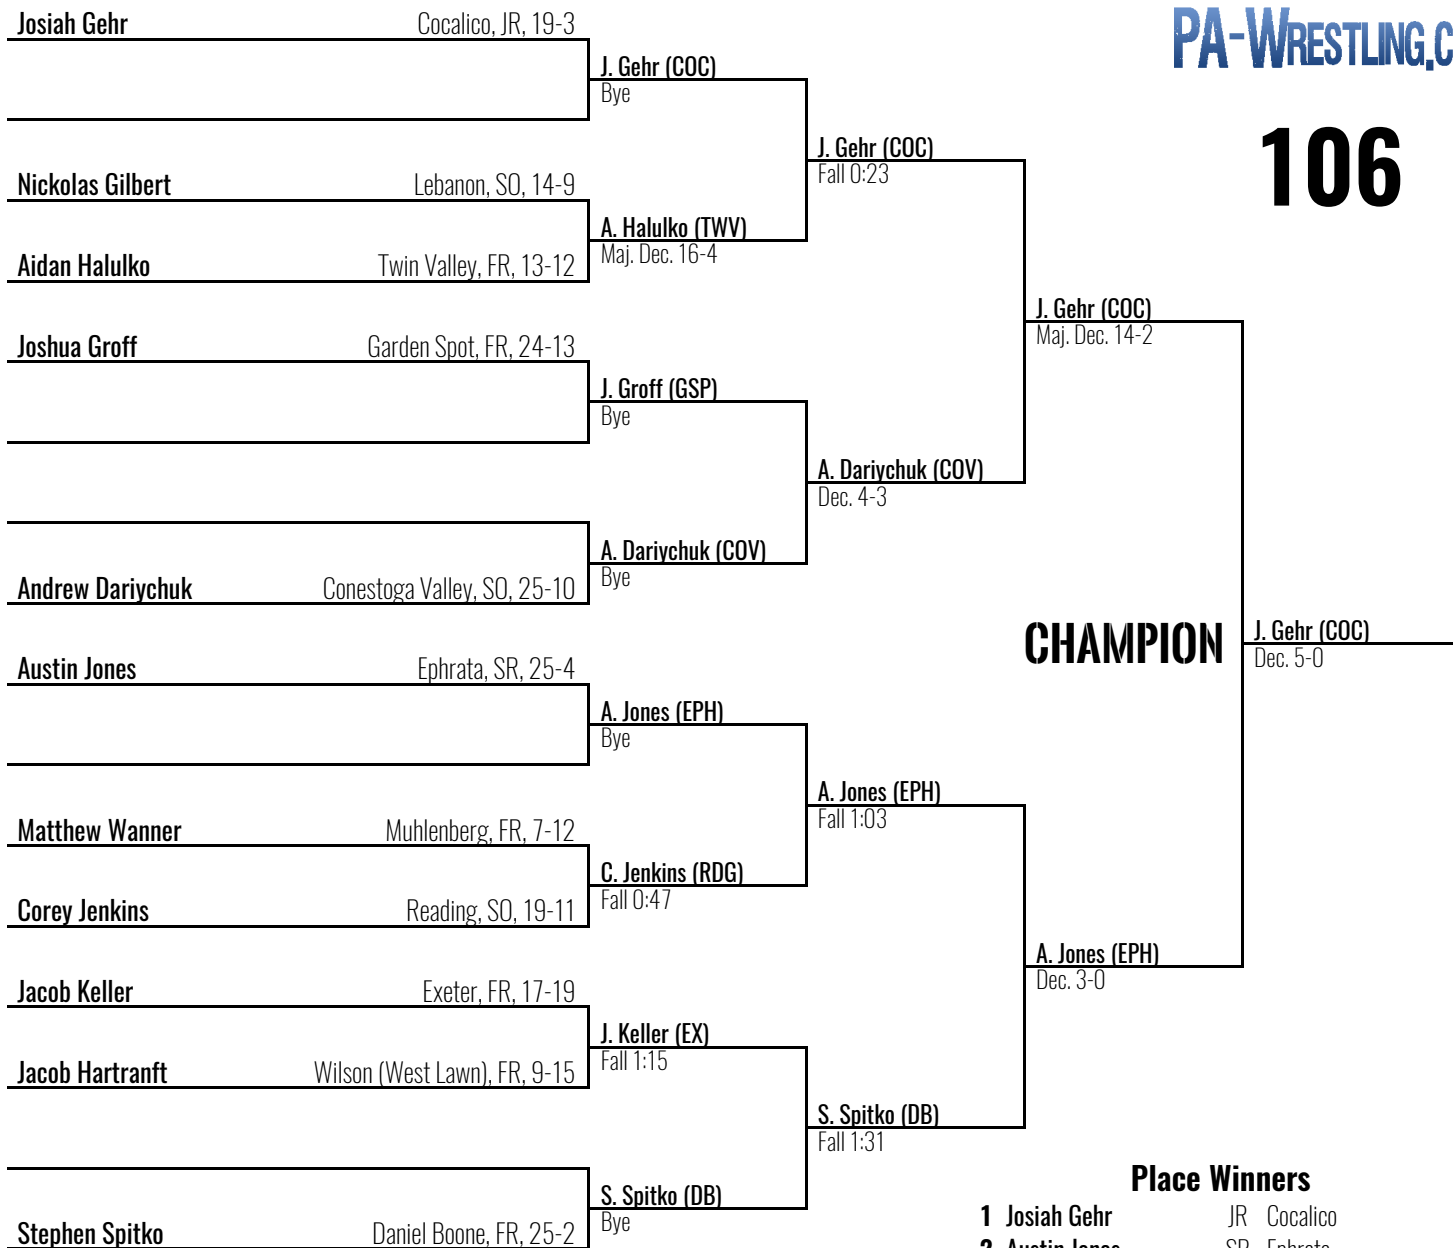 PA-WRESTLING.C
106
Josiah Gehr Cocalico, JR, 19-3
J. Gehr (COC)
Bye
J. Gehr (COC)
Fall 0:23
Nickolas Gilbert Lebanon, SO, 14-9
A. Halulko (TWV)
Maj. Dec. 16-4
Aidan Halulko Twin Valley, FR, 13-12
J. Gehr (COC)
Maj. Dec. 14-2
Joshua Groff Garden Spot, FR, 24-13
J. Groff (GSP)
Bye
A. Dariychuk (COV)
Dec. 4-3
A. Dariychuk (COV)
Bye
Andrew Dariychuk Conestoga Valley, SO, 25-10
CHAMPION
J. Gehr (COC)
Dec. 5-0
Austin Jones Ephrata, SR, 25-4
A. Jones (EPH)
Bye
A. Jones (EPH)
Fall 1:03
Matthew Wanner Muhlenberg, FR, 7-12
C. Jenkins (RDG)
Fall 0:47
Corey Jenkins Reading, SO, 19-11
A. Jones (EPH)
Dec. 3-0
Jacob Keller Exeter, FR, 17-19
J. Keller (EX)
Fall 1:15
Jacob Hartranft Wilson (West Lawn), FR, 9-15
S. Spitko (DB)
Fall 1:31
S. Spitko (DB)
Bye
Stephen Spitko Daniel Boone, FR, 25-2
Place Winners
1 Josiah Gehr JR Cocalico
2 Austin Jones SR Ephrata